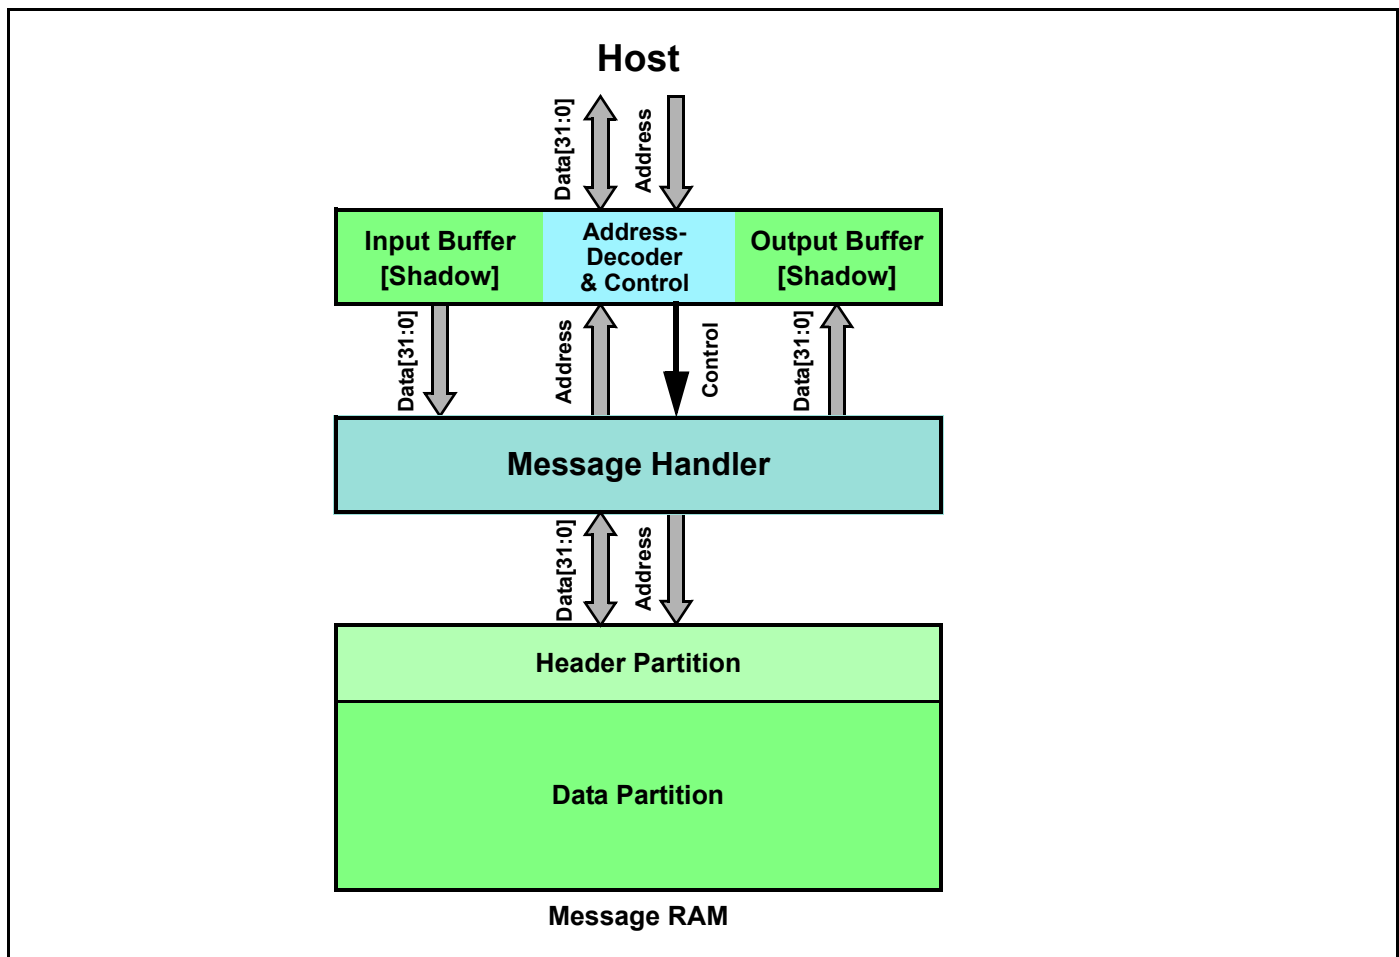 Host
Data[31:0]
Address
Input Buffer
[Shadow]
Address-
Decoder
& Control
Output Buffer
[Shadow]
Data[31:0]
Address
Control
Data[31:0]
Message Handler
Data[31:0]
Address
Header Partition
Data Partition
Message RAM